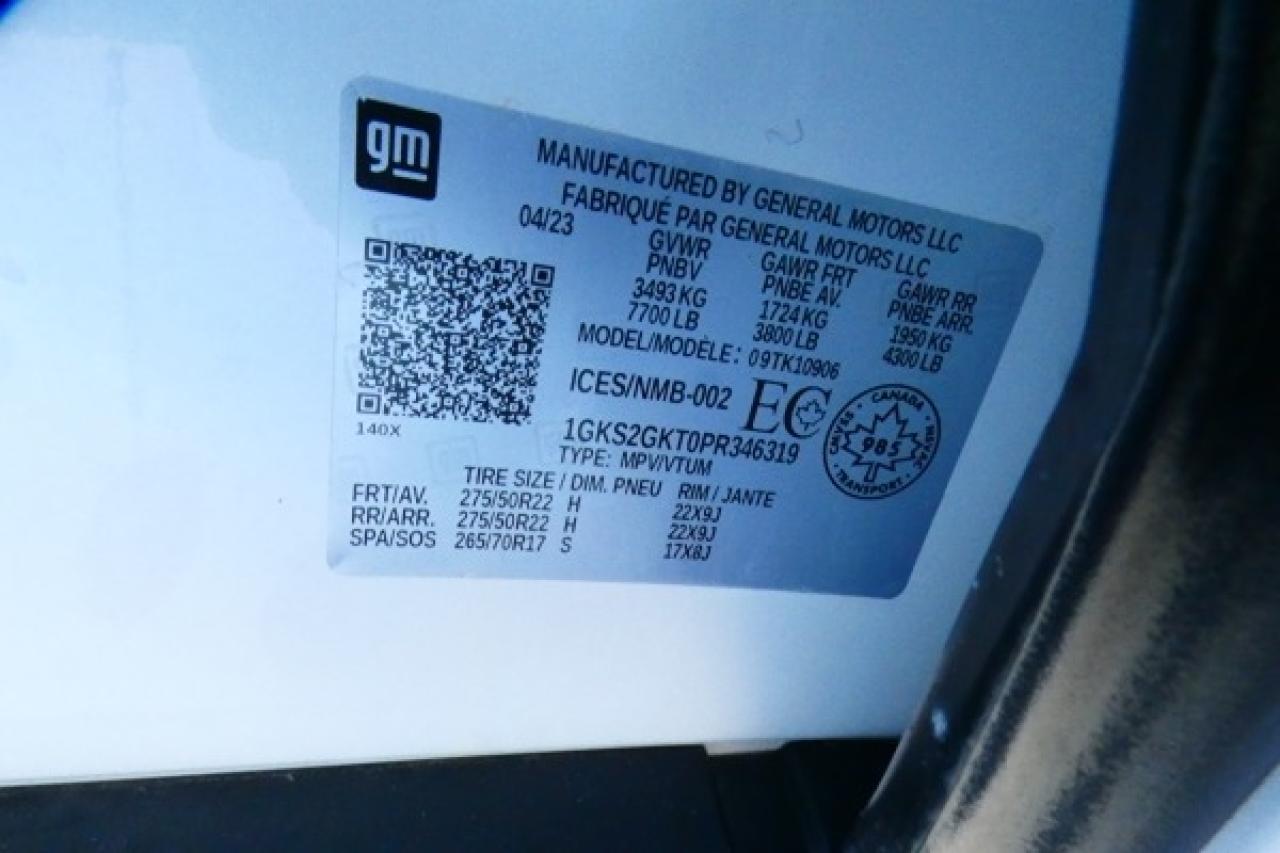 gm
MANUFACTURED BY GENERAL MOTORS LLC
FABRIQUÉ PAR GENERAL MOTORS LLC
04/23
GVWR GAWR FRT GAWR RR
PNBV PNBE AV. PNBE ARR.
3493 KG 1724 KG 1950 KG
7700 LB 3800 LB 4300 LB
MODEL/MODÈLE: 09TK10906
ICES/NMB-002 EC
CANADA
CMVSS · NSVAC
985
TRANSPORT
140X
1GKS2GKT0PR346319
TYPE: MPV/VTUM
TIRE SIZE / DIM. PNEU RIM / JANTE
FRT/AV. 275/50R22 H 22X9J
RR/ARR. 275/50R22 H 22X9J
SPA/SOS 265/70R17 S 17X8J